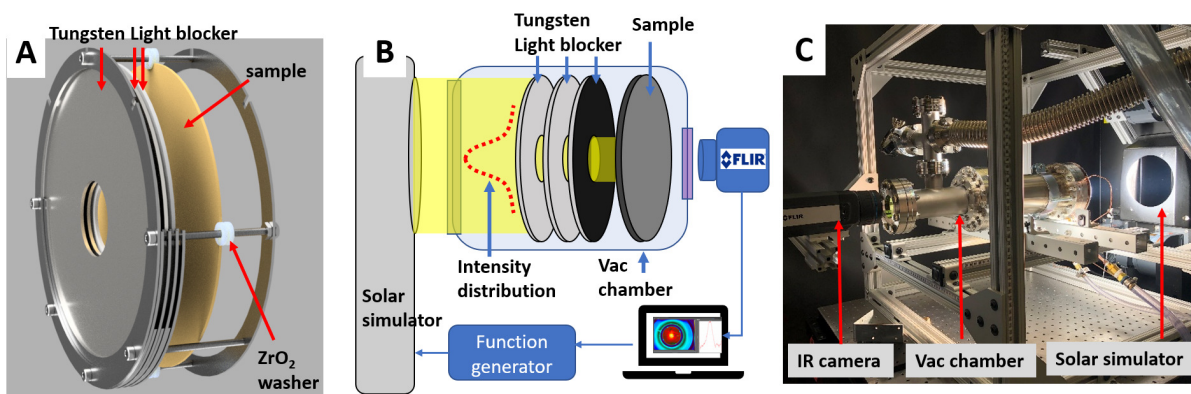 A
Tungsten Light blocker
sample
ZrO₂
washer
B
Tungsten
Light blocker
Sample
FLIR
Intensity
distribution
Vac
chamber
Solar
simulator
Function
generator
C
FLIR
IR camera
Vac chamber
Solar simulator